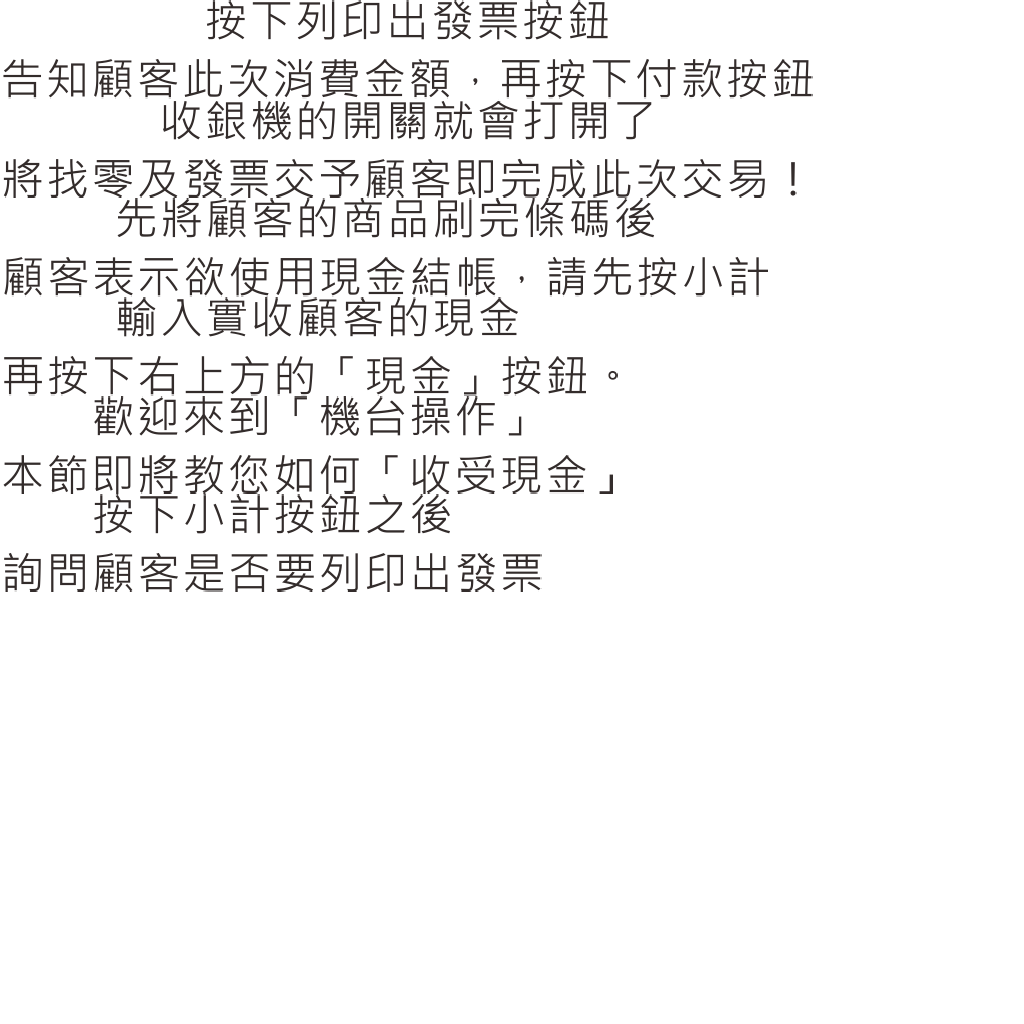 按下列印出發票按鈕
告知顧客此次消費金額，再按下付款按鈕
收銀機的開關就會打開了
將找零及發票交予顧客即完成此次交易！
先將顧客的商品刷完條碼後
顧客表示欲使用現金結帳，請先按小計
輸入實收顧客的現金
再按下右上方的「現金」按鈕。
歡迎來到「機台操作」
本節即將教您如何「收受現金」
按下小計按鈕之後
詢問顧客是否要列印出發票